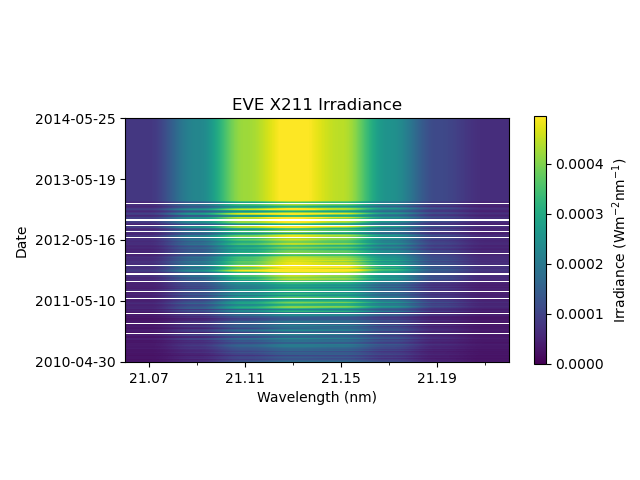 EVE X211 Irradiance
2014-05-25
2013-05-19
2012-05-16
2011-05-10
2010-04-30
Date
21.07 21.11 21.15 21.19
Wavelength (nm)
0.0004
0.0003
0.0002
0.0001
0.0000
Irradiance (Wm⁻²nm⁻¹)